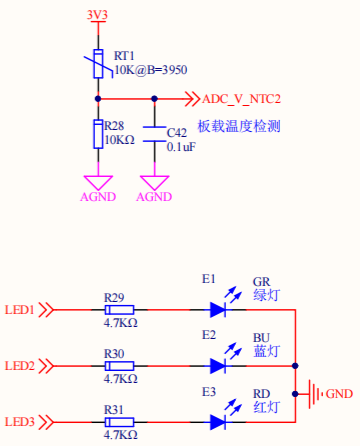 3V3
RT1
10K@B=3950
ADC_V_NTC2
R28
10KΩ
C42
0.1uF
板载温度检测
AGND
AGND
E1
GR
绿灯
LED1
R29
4.7KΩ
E2
BU
蓝灯
LED2
R30
4.7KΩ
E3
RD
红灯
GND
LED3
R31
4.7KΩ